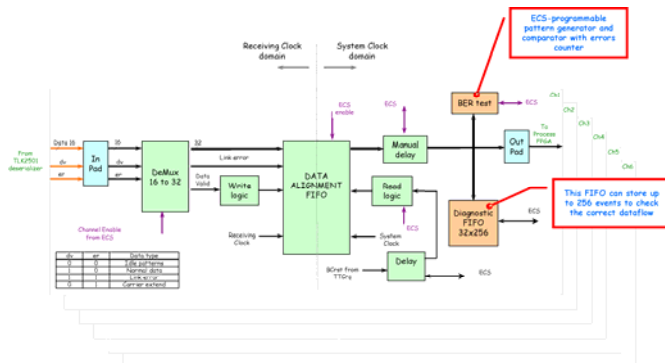 ECS-programmable
pattern generator and
comparator with errors
counter
Receiving Clock
domain
System Clock
domain
ECS
enable
ECS
BER test
ECS
Ch1
Ch2
Ch3
Ch4
Ch5
Ch6
From
TLK2501
deserializer
Data 16
dv
er
In
Pad
16
dv
er
DeMux
16 to 32
32
Link error
Data
Valid
Write
logic
DATA
ALIGNMENT
FIFO
Manual
delay
Out
Pad
To
Process
FPGA
Read
logic
ECS
This FIFO can store up
to 256 events to check
the correct dataflow
Diagnostic
FIFO
32x256
ECS
Channel Enable
from ECS
Receiving
Clock
System
Clock
BCrst from
TTCrq
Delay
ECS
dv er Data type
0 0 Idle patterns
1 0 Normal data
1 1 Link error
0 1 Carrier extend